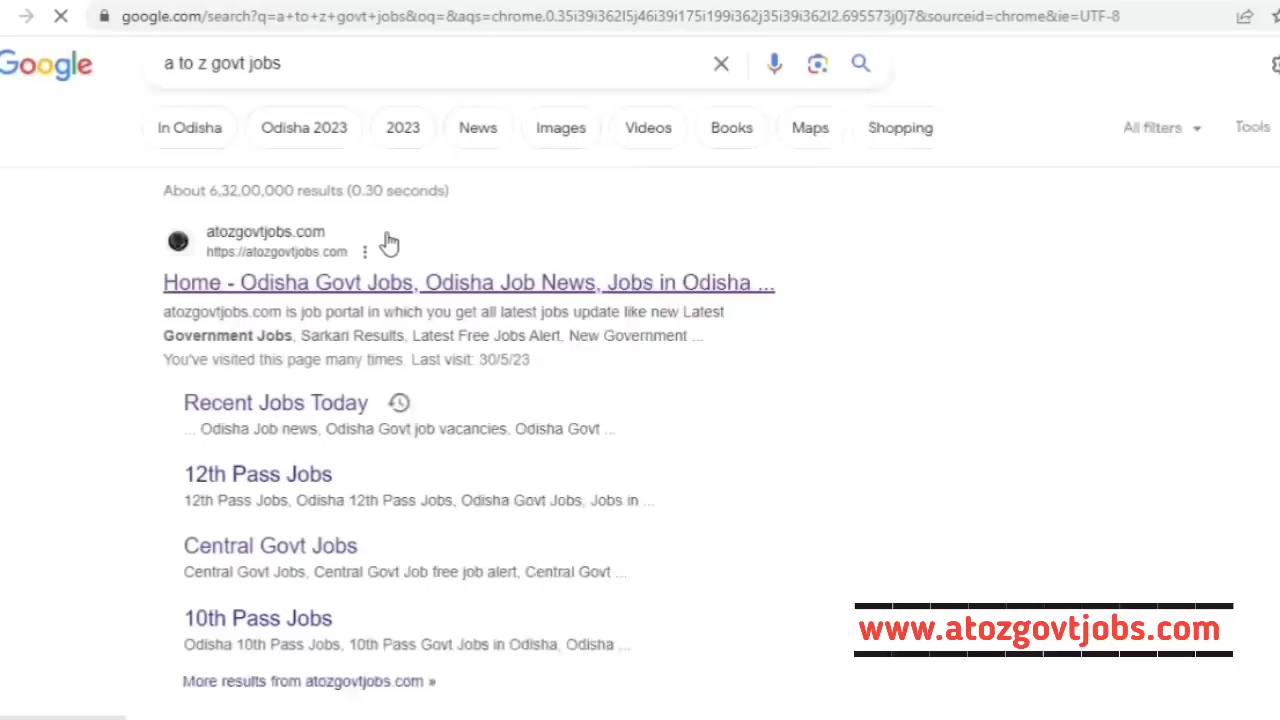 google.com/search?q=a+to+z+govt+jobs&oq=&aqs=chrome.0.35i39i362l5j46i39i175i199i362j35i39i362l2.695573j0j7&sourceid=chrome&ie=UTF-8
Google
a to z govt jobs
In Odisha
Odisha 2023
2023
News
Images
Videos
Books
Maps
Shopping
All filters
Tools
About 6,32,00,000 results (0.30 seconds)
atozgovtjobs.com
https://atozgovtjobs.com
Home - Odisha Govt Jobs, Odisha Job News, Jobs in Odisha ...
atozgovtjobs.com is job portal in which you get all latest jobs update like new Latest
Government Jobs, Sarkari Results, Latest Free Jobs Alert, New Government ...
You've visited this page many times. Last visit: 30/5/23
Recent Jobs Today
... Odisha Job news, Odisha Govt job vacancies, Odisha Govt ...
12th Pass Jobs
12th Pass Jobs, Odisha 12th Pass Jobs, Odisha Govt Jobs, Jobs in ...
Central Govt Jobs
Central Govt Jobs, Central Govt Job free job alert, Central Govt ...
10th Pass Jobs
Odisha 10th Pass Jobs, 10th Pass Govt Jobs in Odisha, Odisha ...
More results from atozgovtjobs.com »
www.atozgovtjobs.com